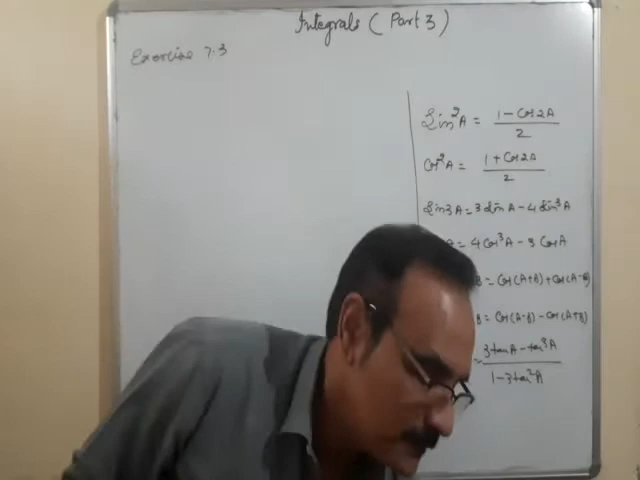 Integrals ( Part 3 )
Exercise 7.3
Sin²A = 1 - Cos2A / 2
Cos²A = 1 + Cos2A / 2
Sin3A = 3 Sin A - 4 Sin³A
A = 4 Cos³A - 3 Cos A
B = Cos(A+B) + Cos(A-B)
B = Cos(A-B) - Cos(A+B)
= 3tanA - tan³A / 1 - 3tan²A